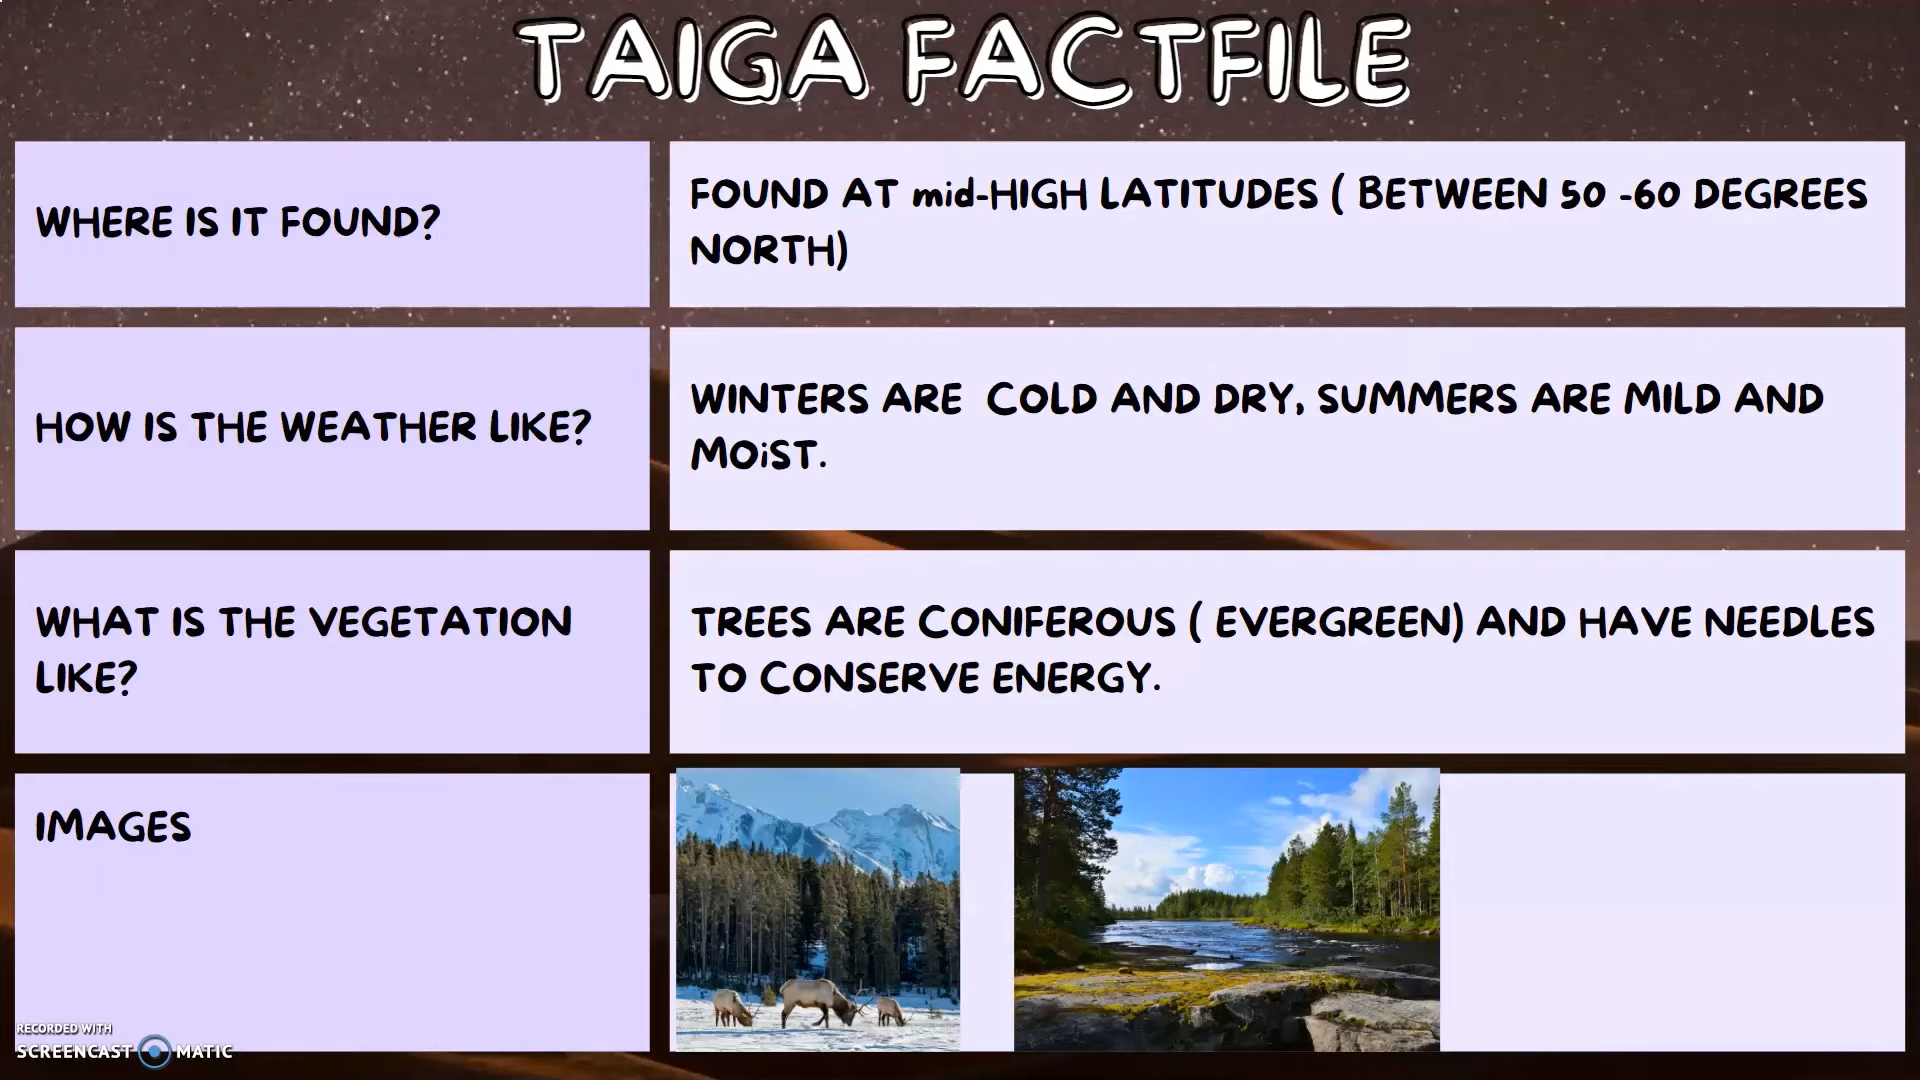 TAIGA FACTFILE
WHERE IS IT FOUND?
FOUND AT mid-HIGH LATITUDES ( BETWEEN 50 -60 DEGREES
NORTH)
HOW IS THE WEATHER LIKE?
WINTERS ARE  COLD AND DRY, SUMMERS ARE MILD AND
MOiST.
WHAT IS THE VEGETATION
LIKE?
TREES ARE CONIFEROUS ( EVERGREEN) AND HAVE NEEDLES
TO CONSERVE ENERGY.
IMAGES
RECORDED WITH
SCREENCAST MATIC